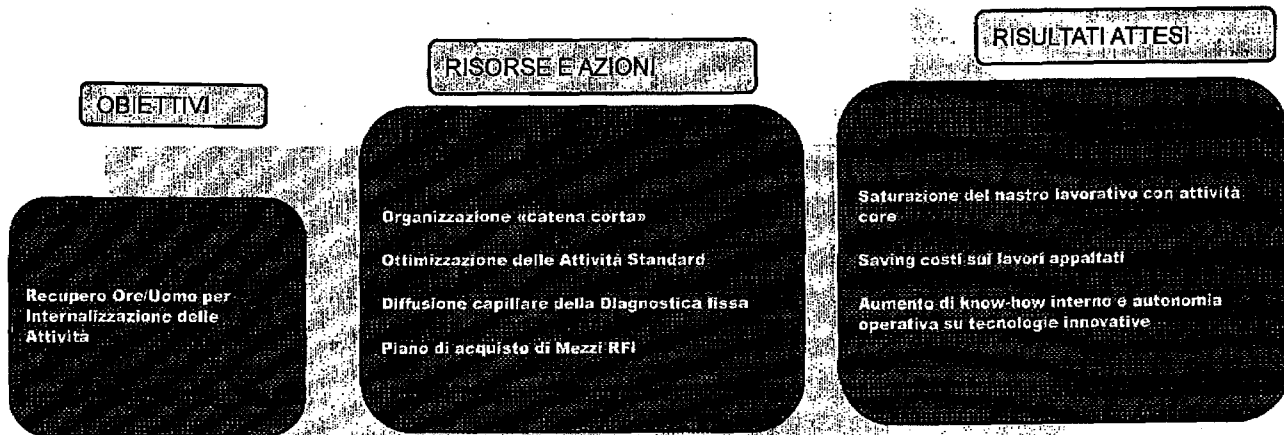 OBIETTIVI
Recupero Ore/Uomo per
Internalizzazione delle
Attività
RISORSE E AZIONI
Organizzazione «catena corta»
Ottimizzazione delle Attività Standard
Diffusione capillare della Diagnostica fissa
Piano di acquisto di Mezzi RFI
RISULTATI ATTESI
Saturazione del nastro lavorativo con attività
core
Saving costi sui lavori appaltati
Aumento di know-how interno e autonomia
operativa su tecnologie innovative